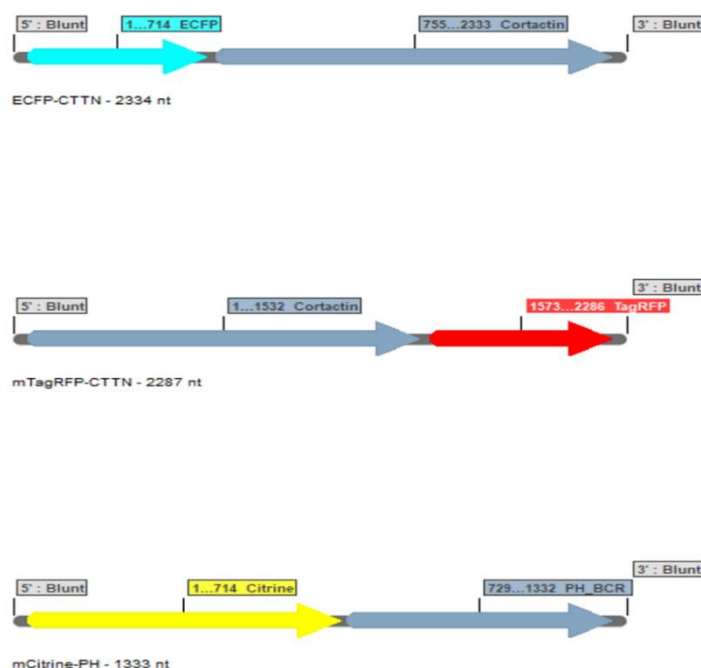 5' : Blunt
1...714 ECFP
755...2333 Cortactin
3' : Blunt
ECFP-CTTN - 2334 nt
3' : Blunt
5' : Blunt
1...1532 Cortactin
1573...2286 TagRFP
mTagRFP-CTTN - 2287 nt
3' : Blunt
5' : Blunt
1...714 Citrine
729...1332 PH_BCR
mCitrine-PH - 1333 nt